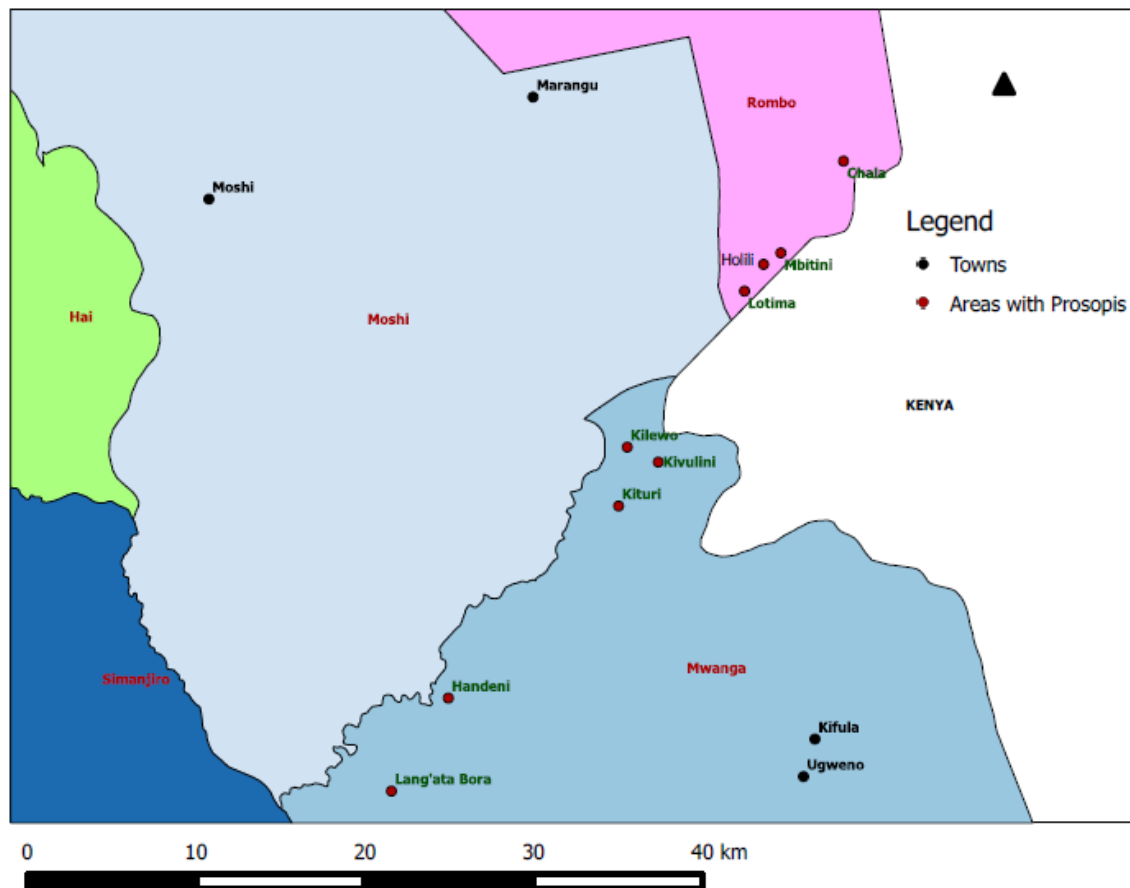 Marangu
Rombo
Chala
Moshi
Legend
Towns
Holili
Mbitini
Areas with Prosopis
Lotima
Hai
Moshi
KENYA
Kilewo
Kivulini
Kituri
Simanjiro
Mwanga
Handeni
Kifula
Ugweno
Lang'ata Bora
0 10 20 30 40 km